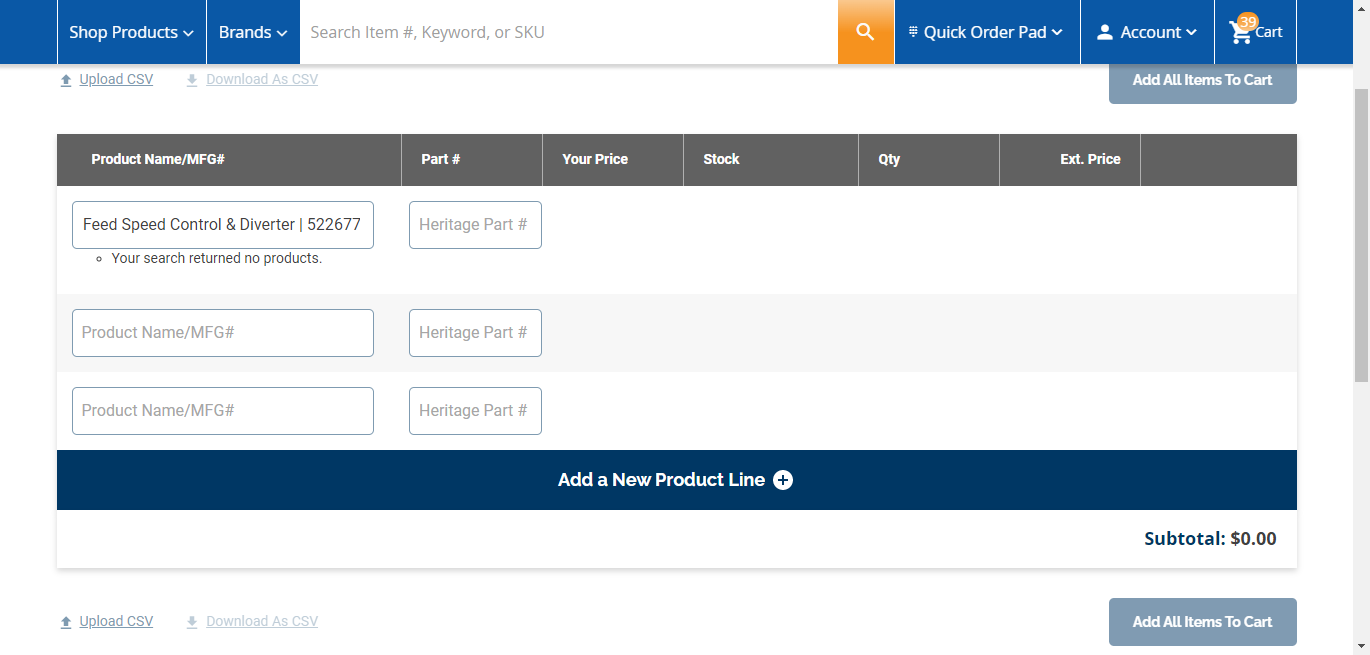 Shop Products
Brands
Search Item #, Keyword, or SKU
Quick Order Pad
Account
39
Cart
Upload CSV
Download As CSV
Add All Items To Cart
Product Name/MFG#
Part #
Your Price
Stock
Qty
Ext. Price
Feed Speed Control & Diverter | 522677
Heritage Part #
Your search returned no products.
Product Name/MFG#
Heritage Part #
Product Name/MFG#
Heritage Part #
Add a New Product Line
Subtotal: $0.00
Upload CSV
Download As CSV
Add All Items To Cart